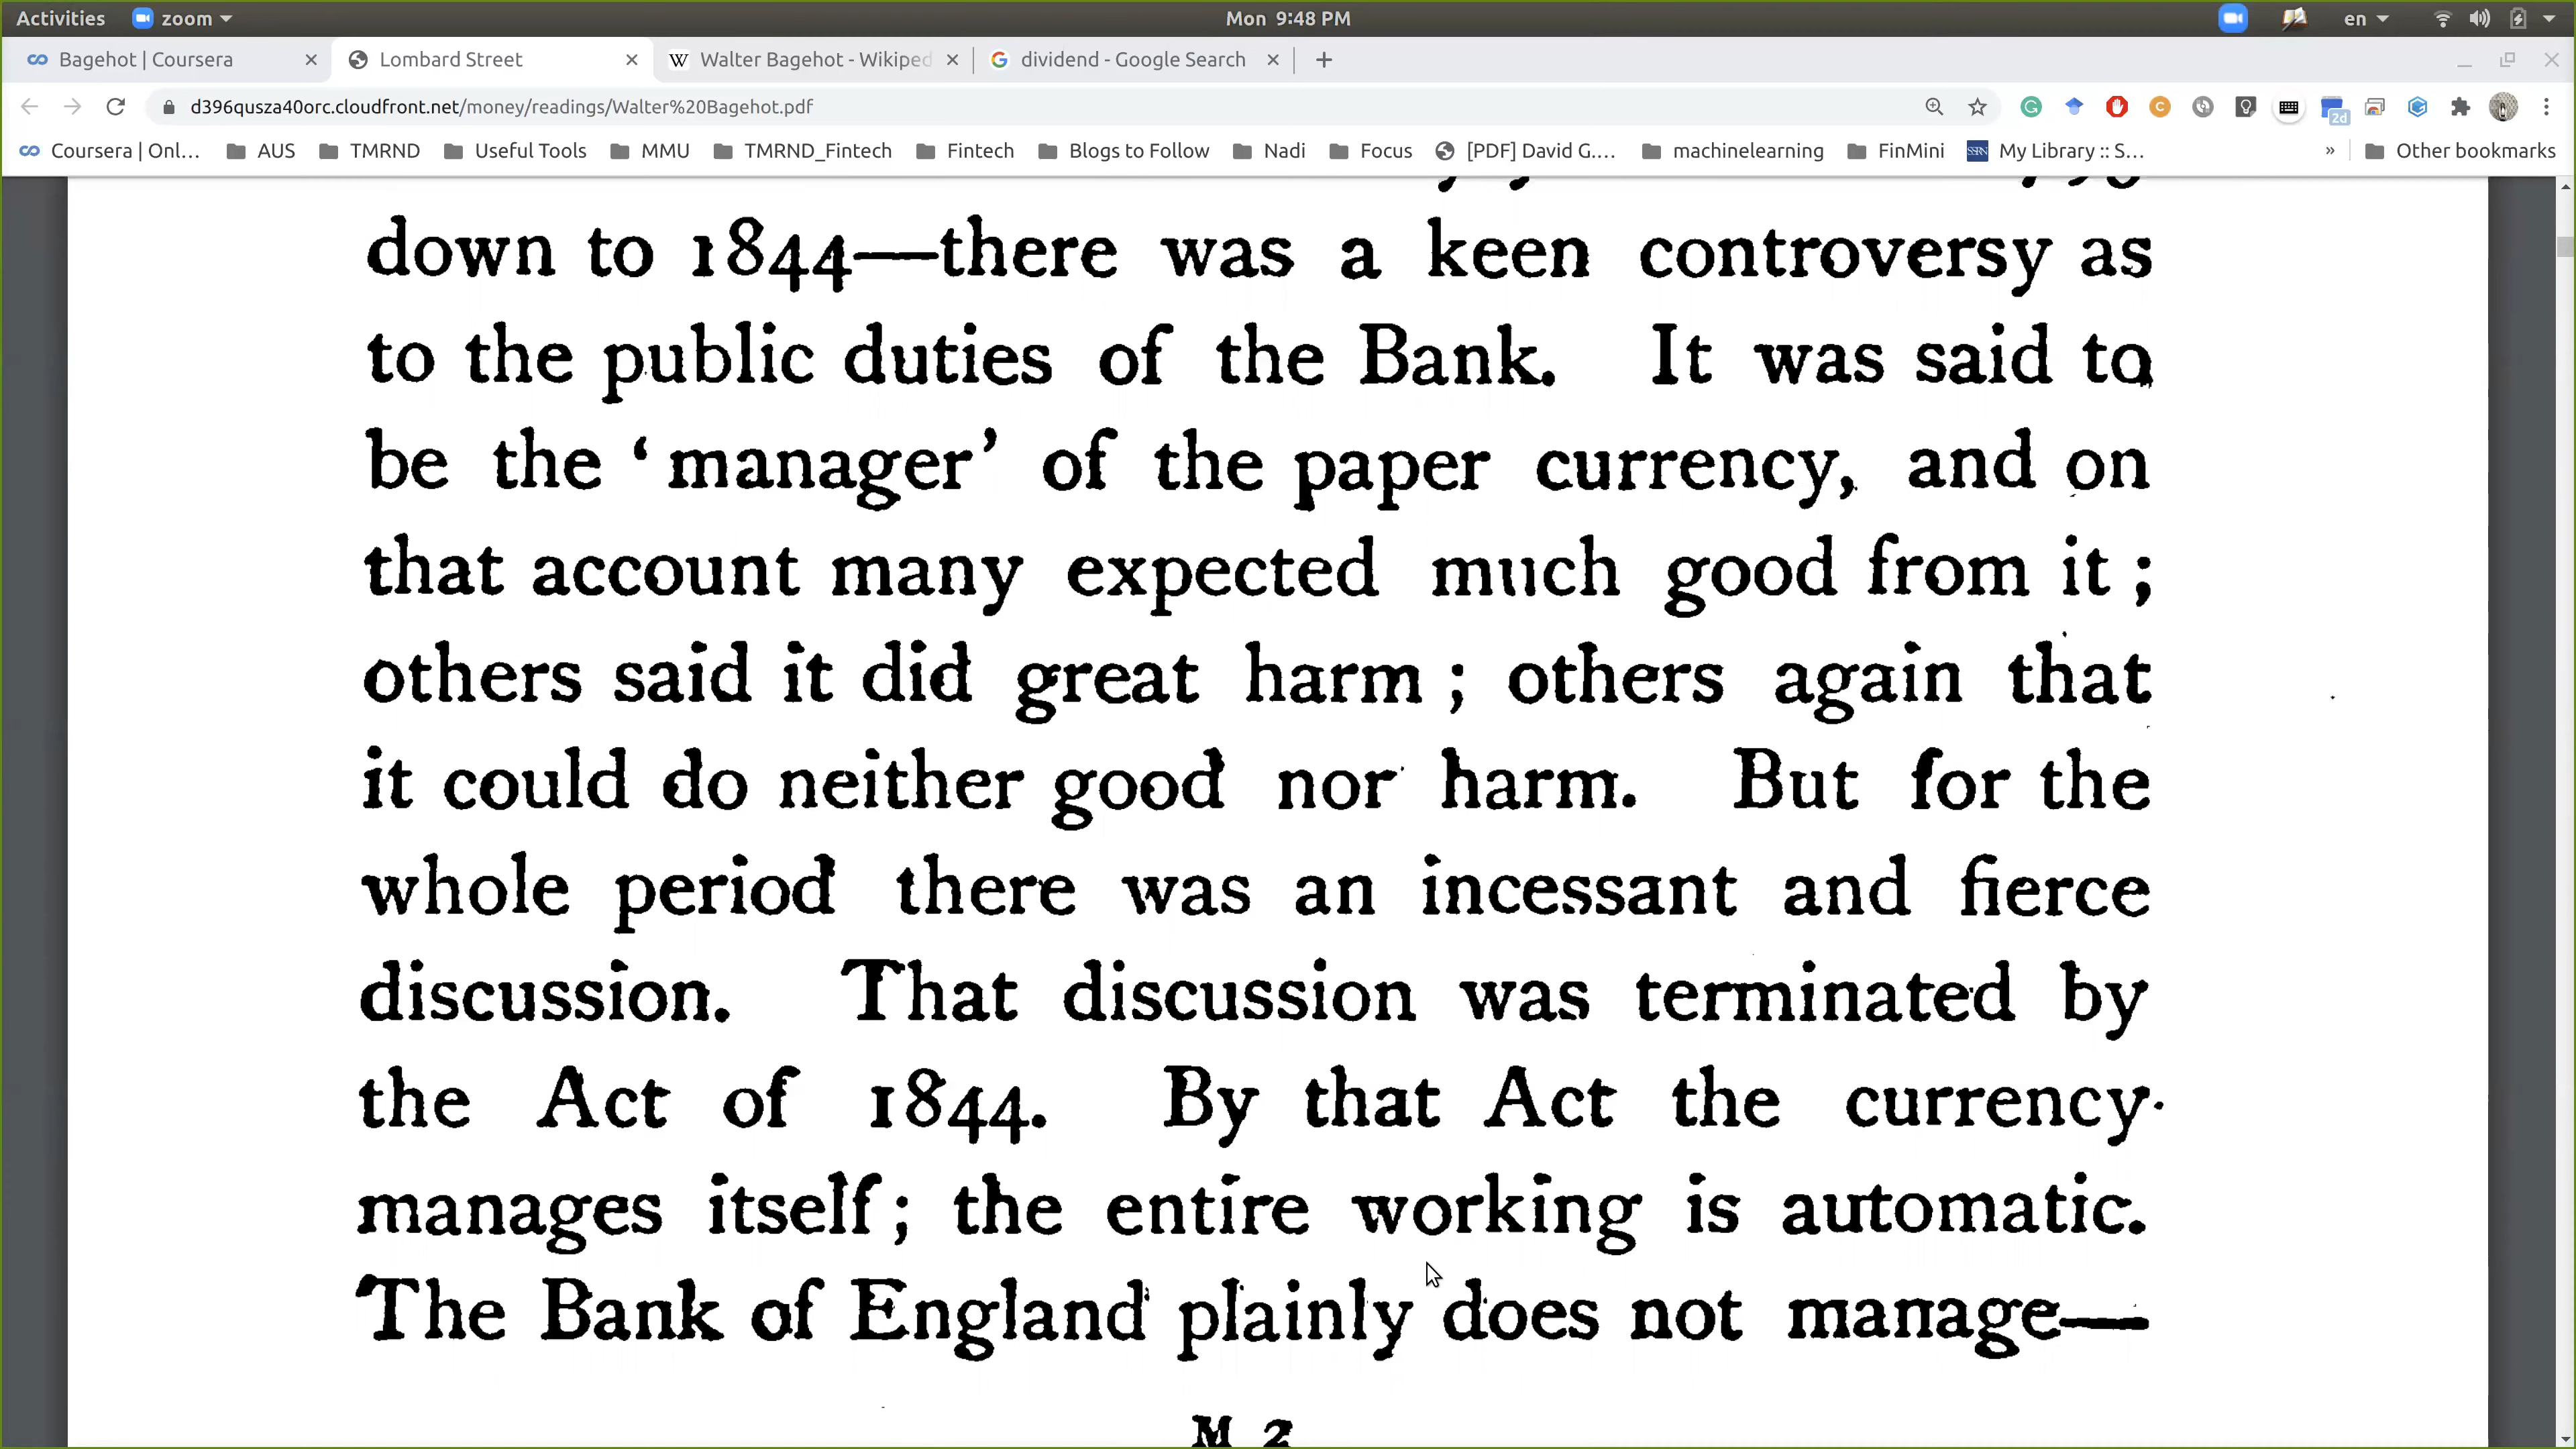 Activities zoom Mon 9:48 PM en
Bagehot | Coursera Lombard Street Walter Bagehot - Wikiped dividend - Google Search
d396qusza40orc.cloudfront.net/money/readings/Walter%20Bagehot.pdf 2d
Coursera | Onl... AUS TMRND Useful Tools MMU TMRND_Fintech Fintech Blogs to Follow Nadi Focus [PDF] David G.... machinelearning FinMini SSRN My Library :: S... » Other bookmarks
down to 1844—there was a keen controversy as
to the public duties of the Bank. It was said to
be the ‘manager’ of the paper currency, and on
that account many expected much good from it ;
others said it did great harm ; others again that
it could do neither good nor harm. But for the
whole period there was an incessant and fierce
discussion. That discussion was terminated by
the Act of 1844. By that Act the currency
manages itself ; the entire working is automatic.
The Bank of England plainly does not manage—
M 2